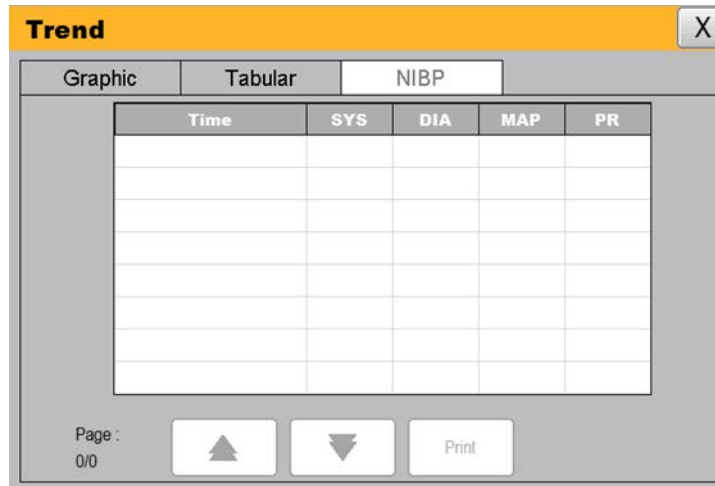 Trend X
Graphic Tabular NIBP
Time SYS DIA MAP PR
Page :
0/0
Print